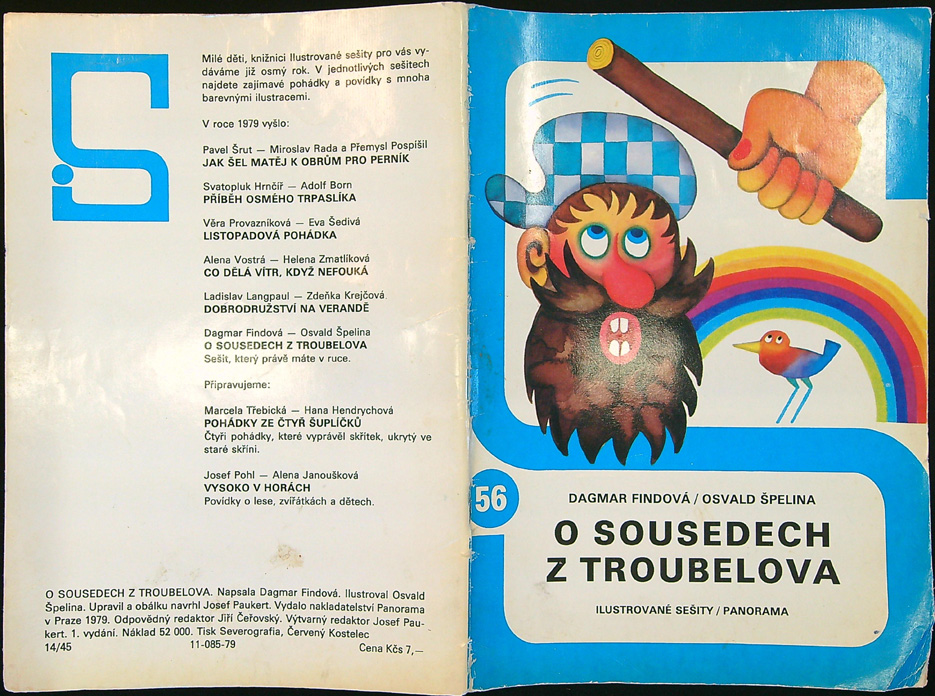 Milé děti, knižnici Ilustrované sešity pro vás vy-
dáváme již osmý rok. V jednotlivých sešitech
najdete zajímavé pohádky a povídky s mnoha
barevnými ilustracemi.
V roce 1979 vyšlo:
Pavel Šrut — Miroslav Rada a Přemysl Pospíšil
JAK ŠEL MATĚJ K OBRŮM PRO PERNÍK
Svatopluk Hrnčíř — Adolf Born
PŘÍBĚH OSMÉHO TRPASLÍKA
Věra Provazníková — Eva Šedivá
LISTOPADOVÁ POHÁDKA
Alena Vostrá — Helena Zmatlíková
CO DĚLÁ VÍTR, KDYŽ NEFOUKÁ
Ladislav Langpaul — Zdeňka Krejčová
DOBRODRUŽSTVÍ NA VERANDĚ
Dagmar Findová — Osvald Špelina
O SOUSEDECH Z TROUBELOVA
Sešit, který právě máte v ruce.
Připravujeme:
Marcela Třebická — Hana Hendrychová
POHÁDKY ZE ČTYŘ ŠUPLÍČKŮ
Čtyři pohádky, které vyprávěl skřítek, ukrytý ve
staré skříni.
Josef Pohl — Alena Janoušková
VYSOKO V HORÁCH
Povídky o lese, zvířátkách a dětech.
O SOUSEDECH Z TROUBELOVA. Napsala Dagmar Findová. Ilustroval Osvald
Špelina. Upravil a obálku navrhl Josef Paukert. Vydalo nakladatelství Panorama
v Praze 1979. Odpovědný redaktor Jiří Čeřovský. Výtvarný redaktor Josef Pau-
kert. 1. vydání. Náklad 52 000. Tisk Severografia, Červený Kostelec
14/45 11-085-79 Cena Kčs 7,—
56
DAGMAR FINDOVÁ / OSVALD ŠPELINA
O SOUSEDECH
Z TROUBELOVA
ILUSTROVANÉ SEŠITY / PANORAMA